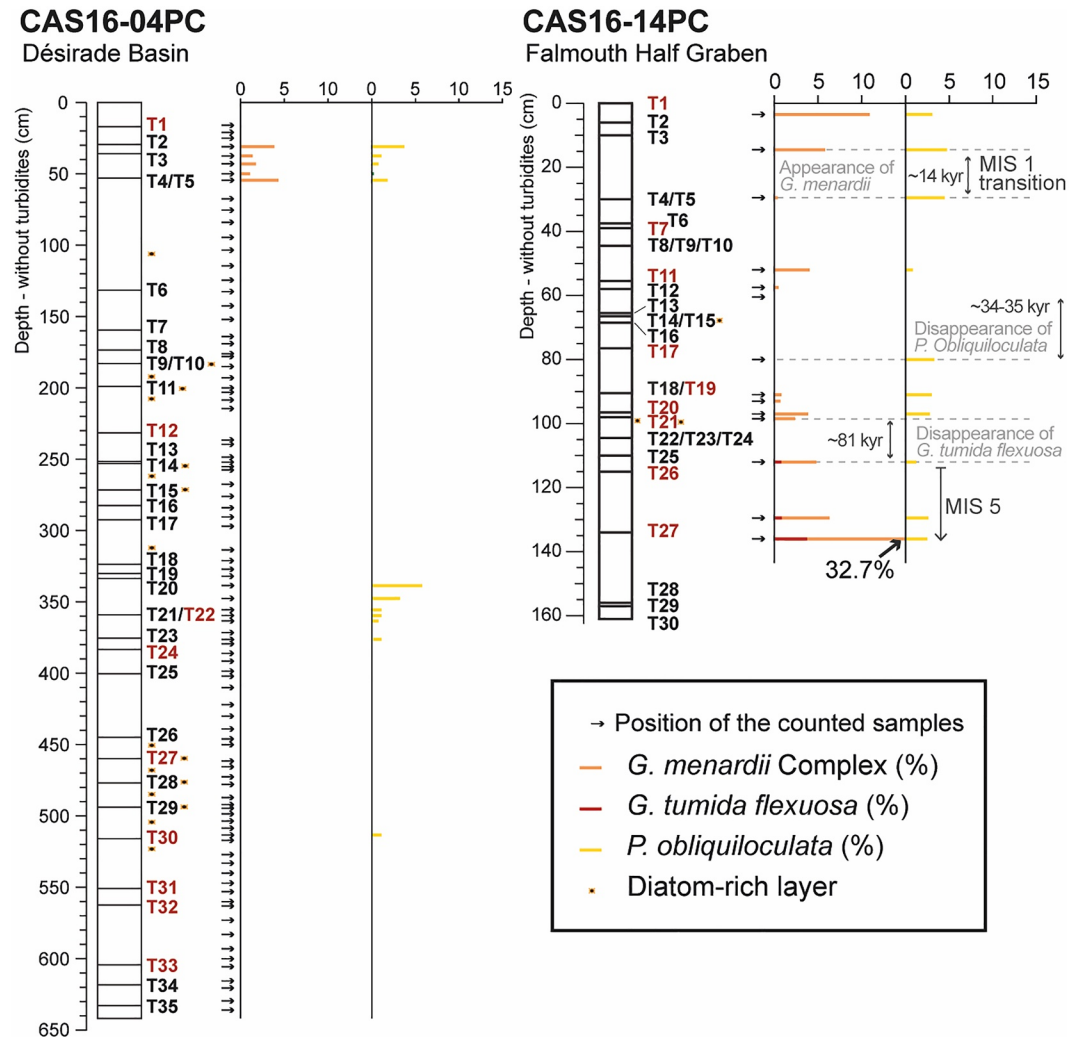 CAS16-04PC
Désirade Basin
0 5 10 15
0 5 10 15
Depth - without turbidites (cm)
0
50
100
150
200
250
300
350
400
450
500
550
600
650
T1
T2
T3
T4/T5
T6
T7
T8
T9/T10
T11
T12
T13
T14
T15
T16
T17
T18
T19
T20
T21/T22
T23
T24
T25
T26
T27
T28
T29
T30
T31
T32
T33
T34
T35
CAS16-14PC
Falmouth Half Graben
0 5 10 15
0 5 10 15
Depth - without turbidites (cm)
0
20
40
60
80
100
120
140
160
T1
T2
T3
T4/T5
T6
T7
T8/T9/T10
T11
T12
T13
T14/T15
T16
T17
T18/T19
T20
T21
T22/T23/T24
T25
T26
T27
T28
T29
T30
Appearance of
G. menardii
~14 kyr
MIS 1
transition
~34-35 kyr
Disappearance of
P. Obliquiloculata
~81 kyr
Disappearance of
G. tumida flexuosa
MIS 5
32.7%
Position of the counted samples
G. menardii Complex (%)
G. tumida flexuosa (%)
P. obliquiloculata (%)
Diatom-rich layer